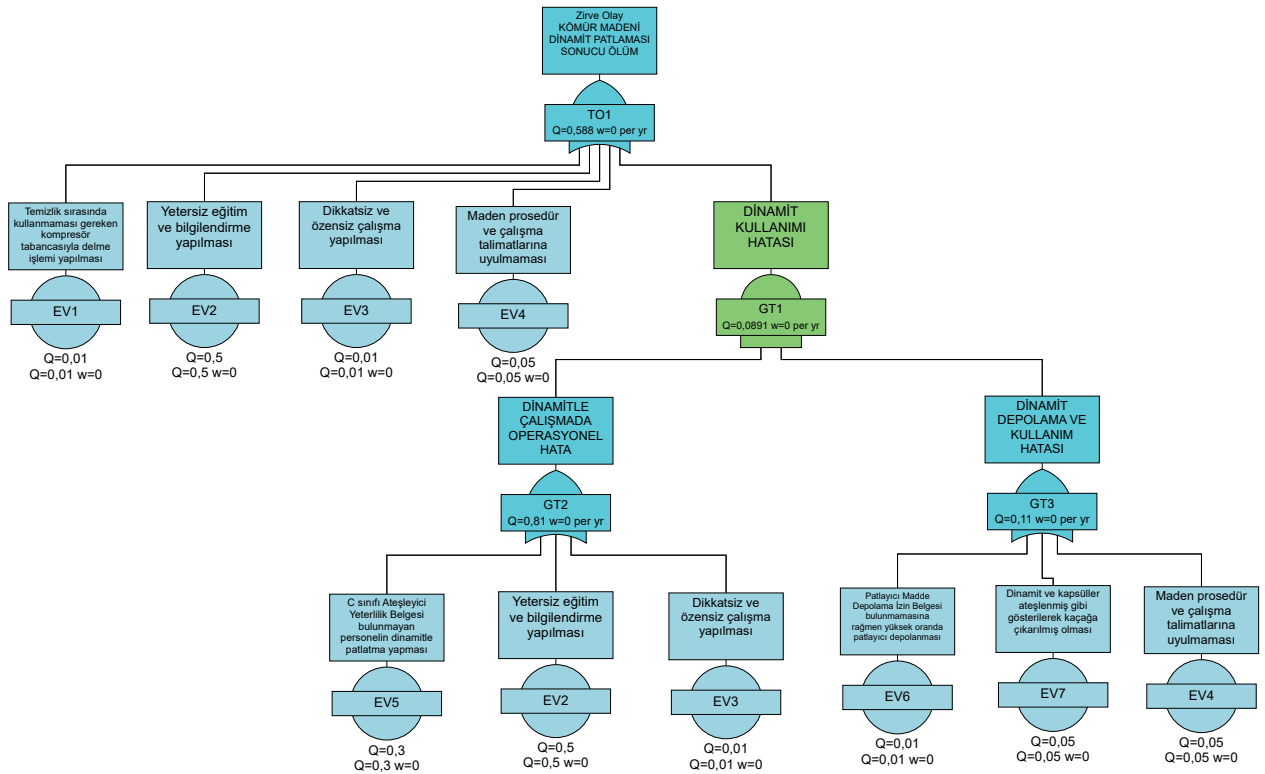 Zirve Olay
KÖMÜR MADENİ
DİNAMİT PATLAMASI
SONUCU ÖLÜM
TO1
Q=0,588 w=0 per yr
Temizlik sırasında
kullanmaması gereken
kompresör
tabancasıyla delme
işlemi yapılması
EV1
Q=0,01
Q=0,01 w=0
Yetersiz eğitim
ve bilgilendirme
yapılması
EV2
Q=0,5
Q=0,5 w=0
Dikkatsiz ve
özensiz çalışma
yapılması
EV3
Q=0,01
Q=0,01 w=0
Maden prosedür
ve çalışma
talimatlarına
uyulmaması
EV4
Q=0,05
Q=0,05 w=0
DİNAMİT
KULLANIMI
HATASI
GT1
Q=0,0891 w=0 per yr
DİNAMİTLE
ÇALIŞMADA
OPERASYONEL
HATA
GT2
Q=0,81 w=0 per yr
DİNAMİT
DEPOLAMA VE
KULLANIM
HATASI
GT3
Q=0,11 w=0 per yr
C sınıfı Ateşleyici
Yeterlilik Belgesi
bulunmayan
personelin dinamitle
patlatma yapması
EV5
Q=0,3
Q=0,3 w=0
Yetersiz eğitim
ve bilgilendirme
yapılması
EV2
Q=0,5
Q=0,5 w=0
Dikkatsiz ve
özensiz çalışma
yapılması
EV3
Q=0,01
Q=0,01 w=0
Patlayıcı Madde
Depolama İzin Belgesi
bulunmamasına
rağmen yüksek oranda
patlayıcı depolanması
EV6
Q=0,01
Q=0,01 w=0
Dinamit ve kapsüller
ateşlenmiş gibi
gösterilerek kaçağa
çıkarılmış olması
EV7
Q=0,05
Q=0,05 w=0
Maden prosedür
ve çalışma
talimatlarına
uyulmaması
EV4
Q=0,05
Q=0,05 w=0